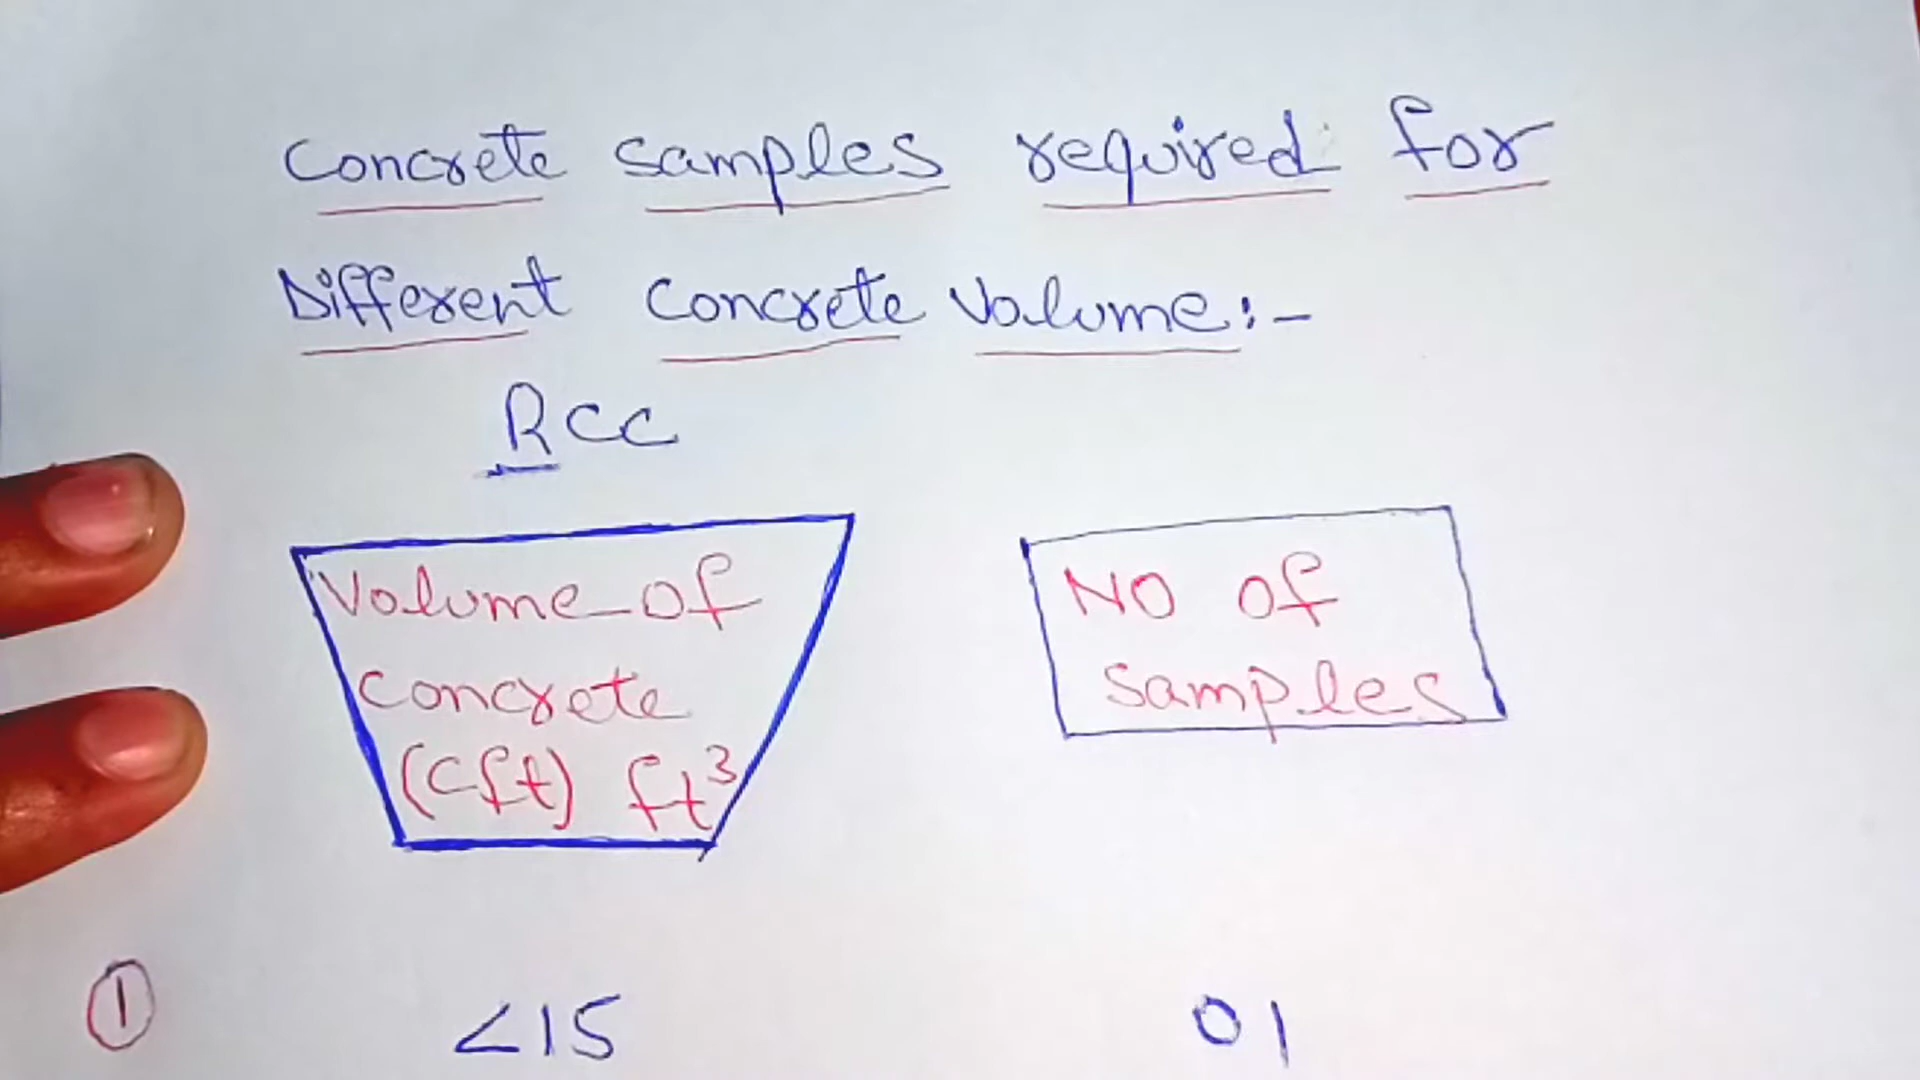 Concrete samples required for
Different concrete Volume:-
RCC
Volume of
concrete
(Cft) ft³
NO of
samples
1 <15 01